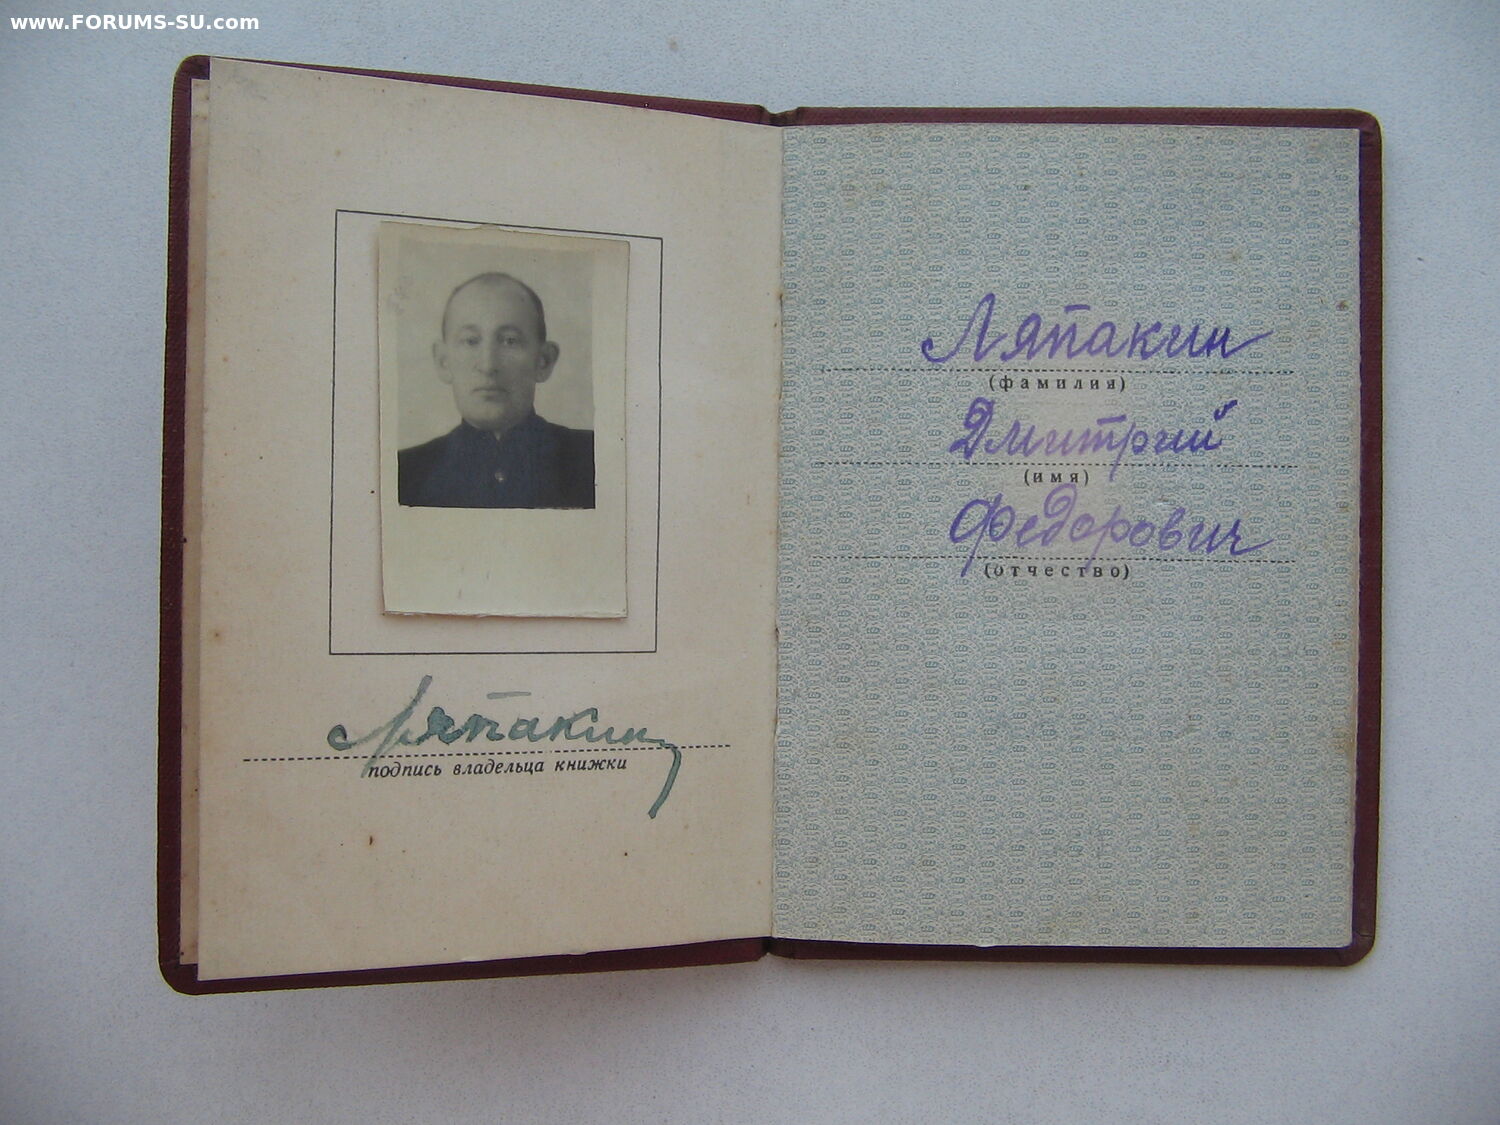 www.FORUMS-SU.com
Ляпакин
подпись владельца книжки
Ляпакин
(фамилия)
Дмитрий
(имя)
Федорович
(отчество)